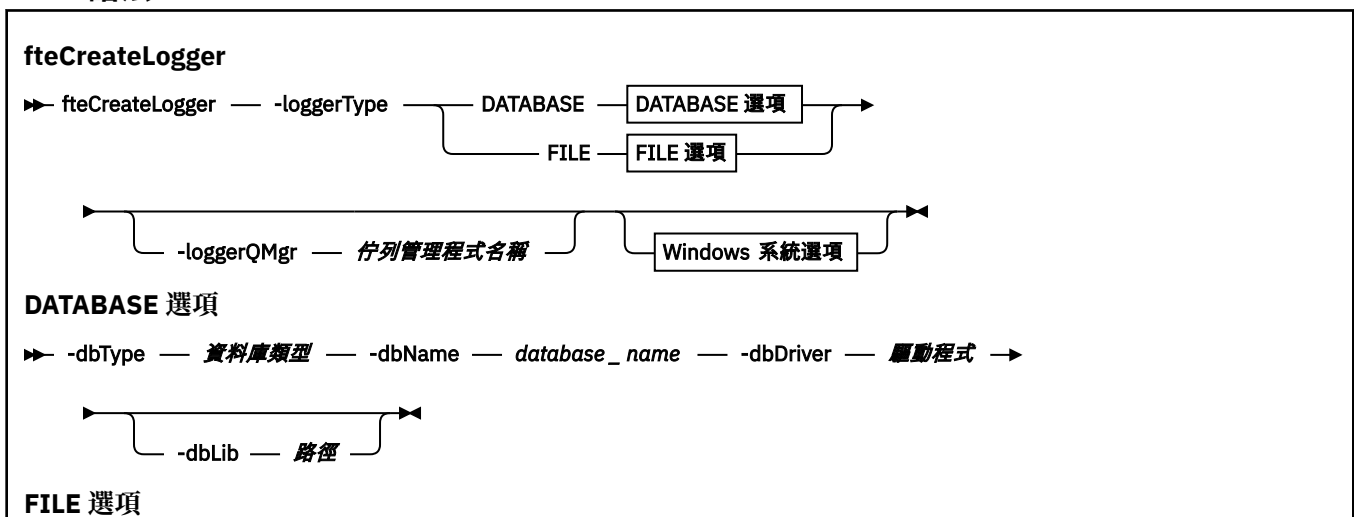 fteCreateLogger
fteCreateLogger -loggerType DATABASE DATABASE 選項
FILE FILE 選項
-loggerQMgr 佇列管理程式名稱 Windows 系統選項
DATABASE 選項
-dbType 資料庫類型 -dbName database_ name -dbDriver 驅動程式
-dbLib 路徑
FILE 選項